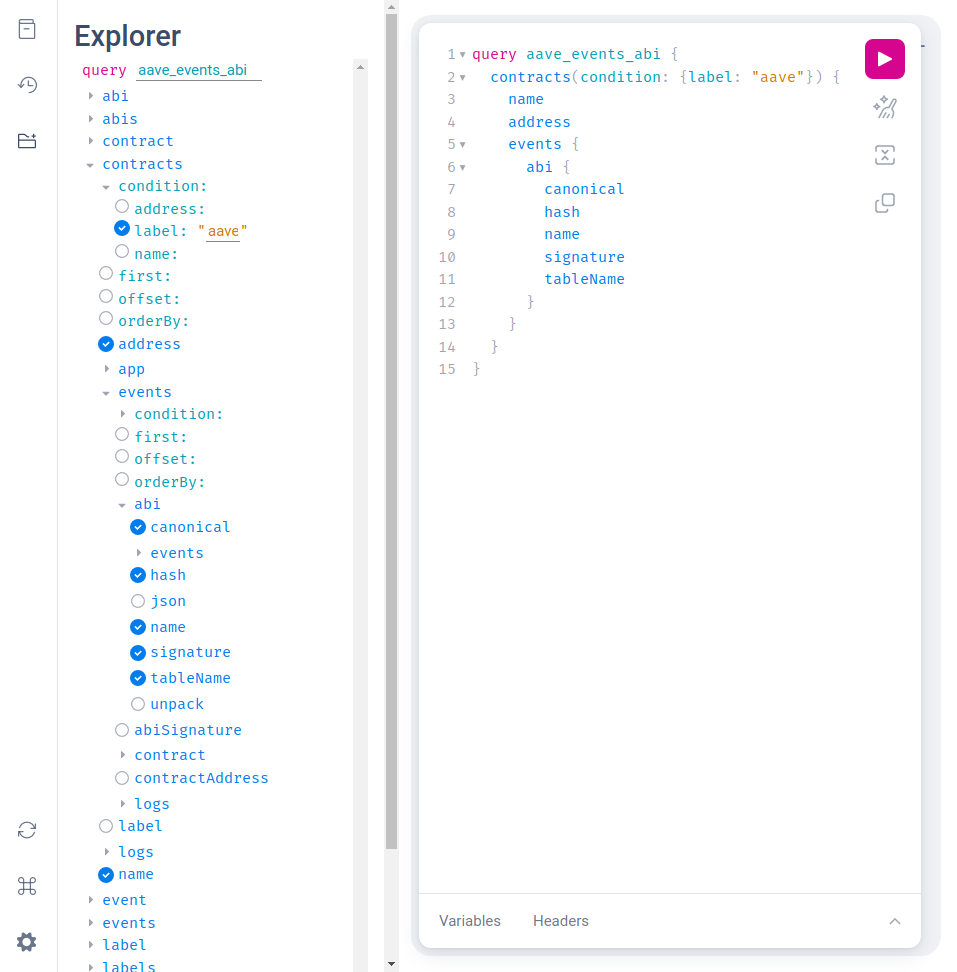 Explorer
query aave_events_abi
abi
abis
contract
contracts
condition:
address:
label: "aave"
name:
first:
offset:
orderBy:
address
app
events
condition:
first:
offset:
orderBy:
abi
canonical
events
hash
json
name
signature
tableName
unpack
abiSignature
contract
contractAddress
logs
label
logs
name
event
events
label
labels
1 query aave_events_abi {
2 contracts(condition: {label: "aave"}) {
3 name
4 address
5 events {
6 abi {
7 canonical
8 hash
9 name
10 signature
11 tableName
12 }
13 }
14 }
15 }
Variables Headers